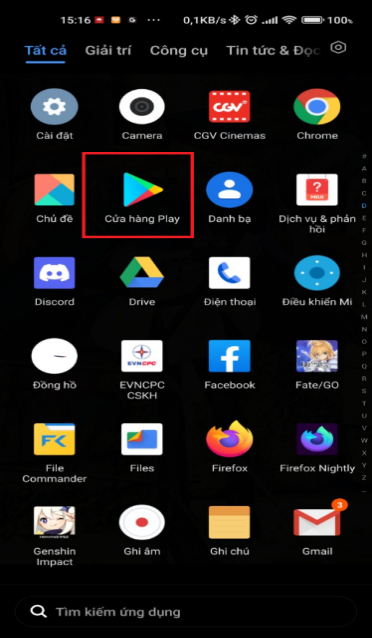 15:16 G ... 0,1KB/s 100%
Tất cả Giải trí Công cụ Tin tức & Đọc
Cài đặt Camera CGV Cinemas Chrome
Chủ đề Cửa hàng Play Danh bạ Dịch vụ & phản
hồi
Discord Drive Điện thoại Điều khiển Mi
Đồng hồ EVNCPC Facebook Fate/GO
CSKH
File Files Firefox Firefox Nightly
Commander
3
Genshin Ghi âm Ghi chú Gmail
Impact
Tìm kiếm ứng dụng
CGV
EVNCPC
#
A
B
C
D
E
F
G
H
I
J
K
L
M
N
O
P
Q
R
S
T
U
V
W
X
Y
Z